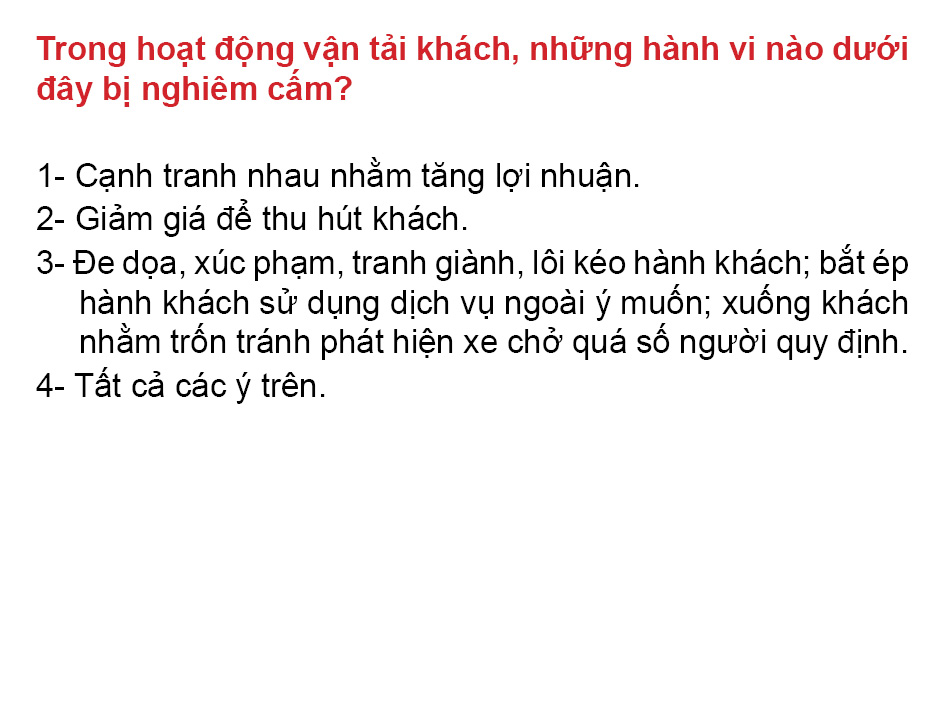 Trong hoạt động vận tải khách, những hành vi nào dưới
đây bị nghiêm cấm?
1- Cạnh tranh nhau nhằm tăng lợi nhuận.
2- Giảm giá để thu hút khách.
3- Đe dọa, xúc phạm, tranh giành, lôi kéo hành khách; bắt ép
hành khách sử dụng dịch vụ ngoài ý muốn; xuống khách
nhằm trốn tránh phát hiện xe chở quá số người quy định.
4- Tất cả các ý trên.